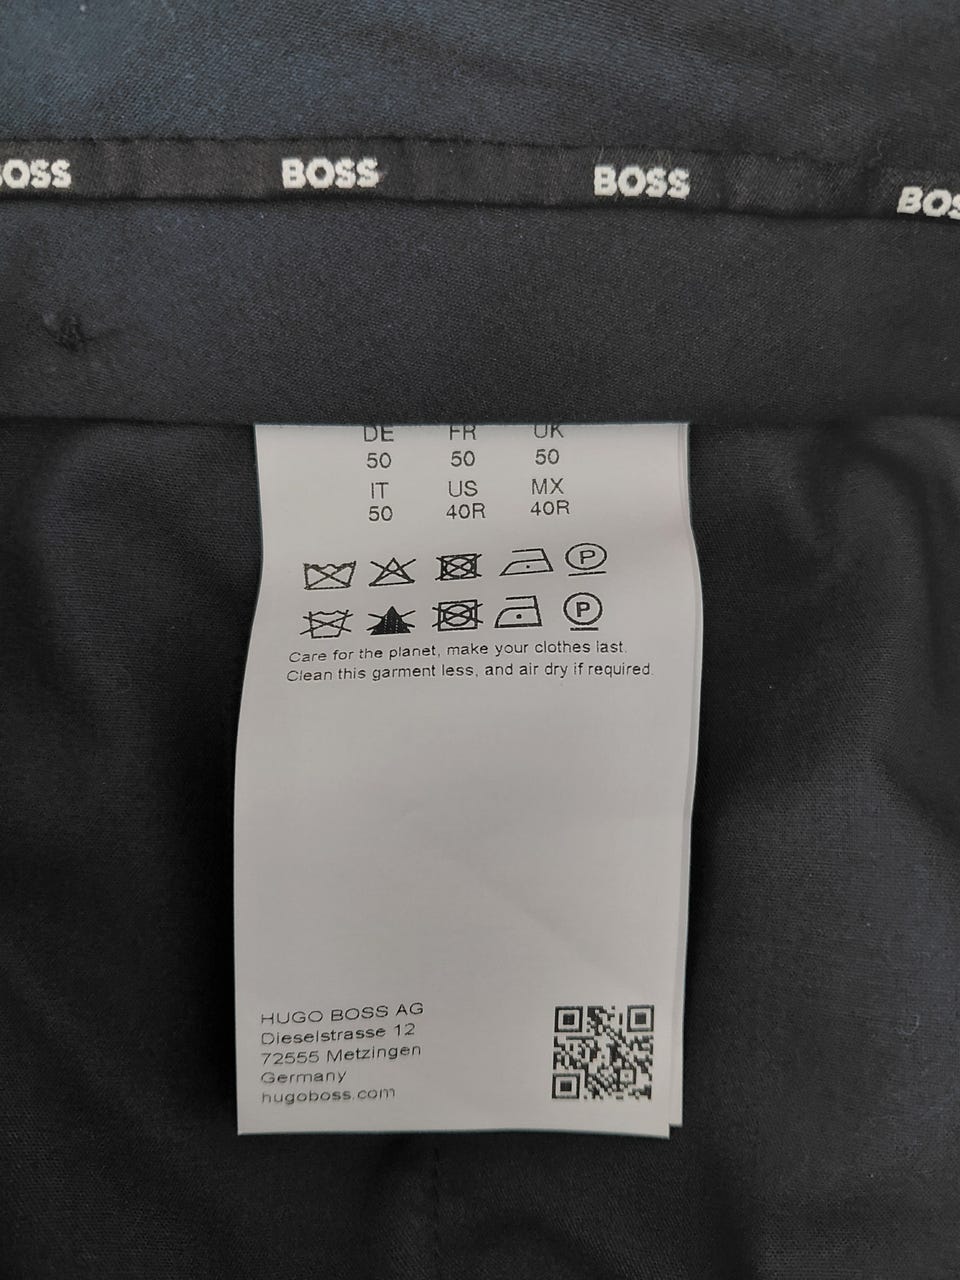 BOSS BOSS BOSS BOS
DE FR UK
50 50 50
IT US MX
50 40R 40R
P
P
Care for the planet, make your clothes last.
Clean this garment less, and air dry if required.
HUGO BOSS AG
Dieselstrasse 12
72555 Metzingen
Germany
hugoboss.com